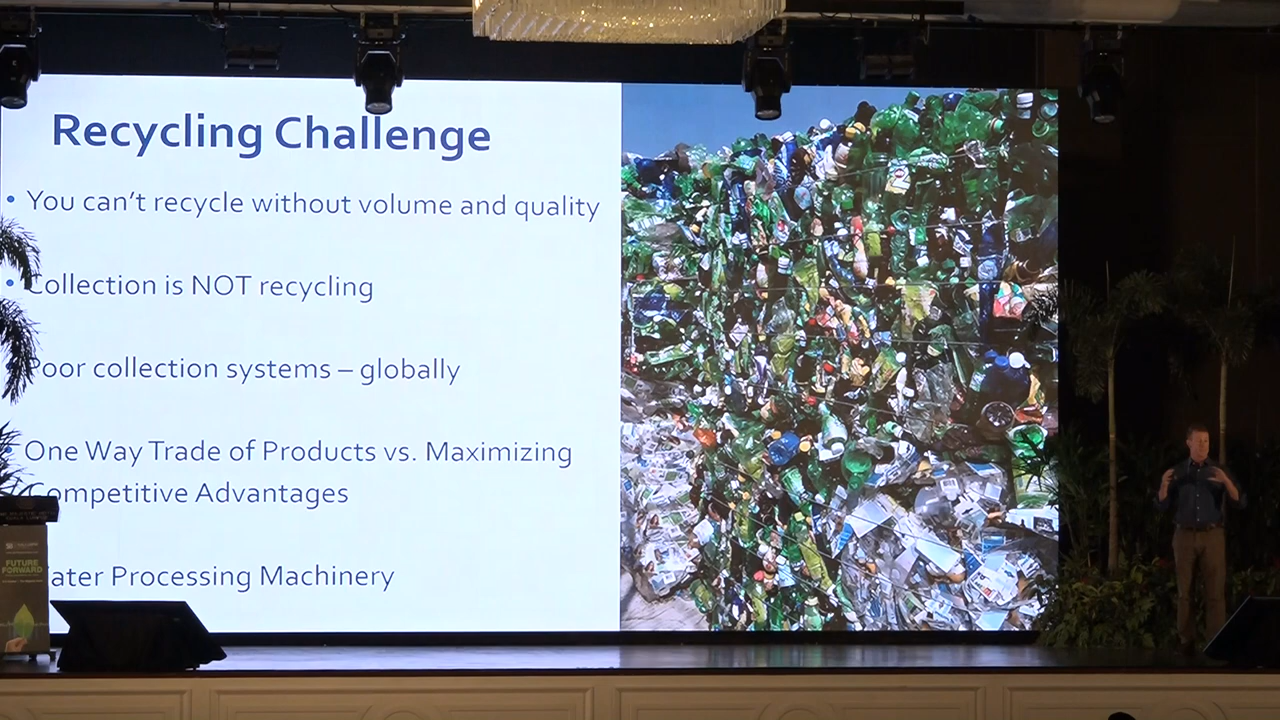 Recycling Challenge
• You can't recycle without volume and quality
• Collection is NOT recycling
Poor collection systems – globally
• One Way Trade of Products vs. Maximizing
Competitive Advantages
Processing Machinery
FUTURE
FORWARD